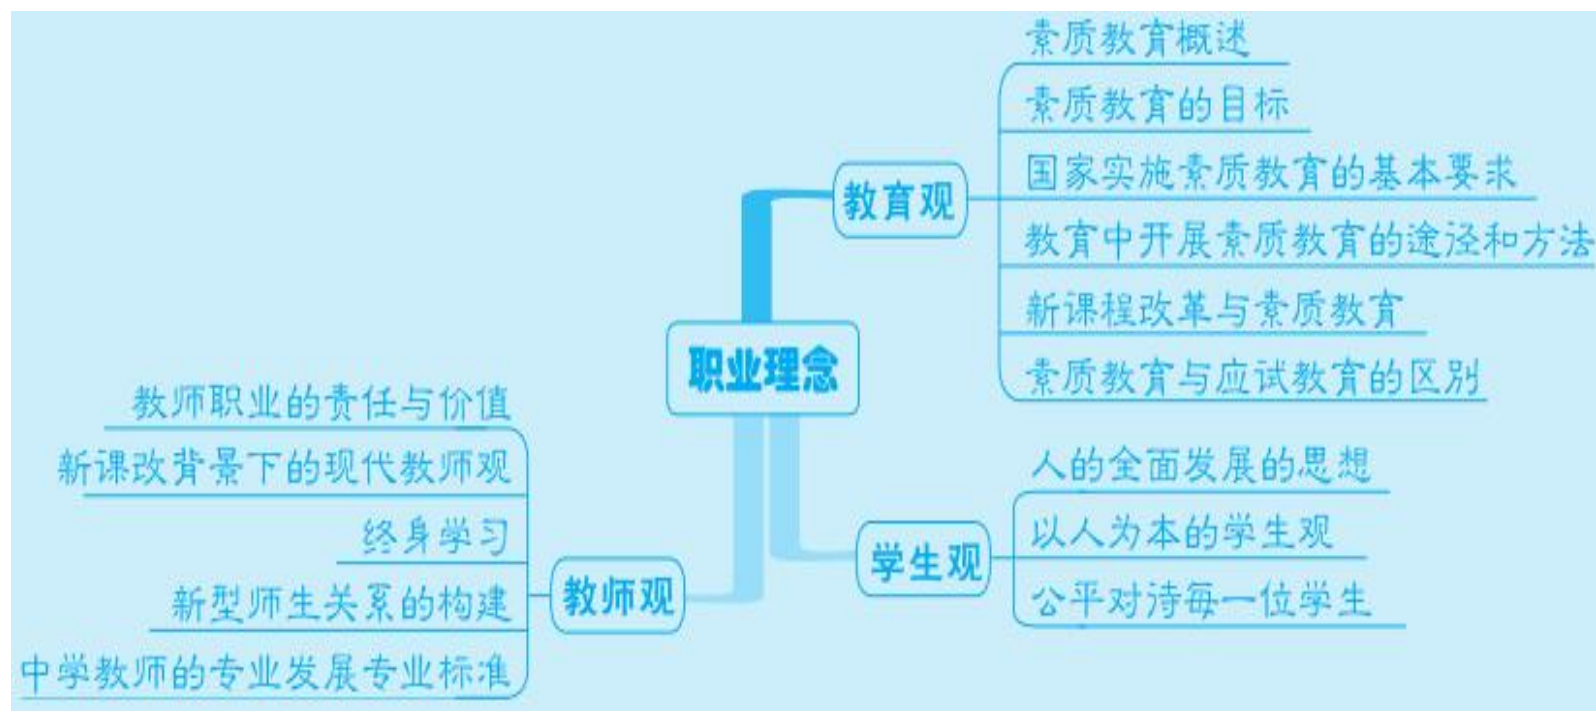 职业理念
教育观
素质教育概述
素质教育的目标
国家实施素质教育的基本要求
教育中开展素质教育的途径和方法
新课程改革与素质教育
素质教育与应试教育的区别
学生观
人的全面发展的思想
以人为本的学生观
公平对待每一位学生
教师观
教师职业的责任与价值
新课改背景下的现代教师观
终身学习
新型师生关系的构建
中学教师的专业发展专业标准